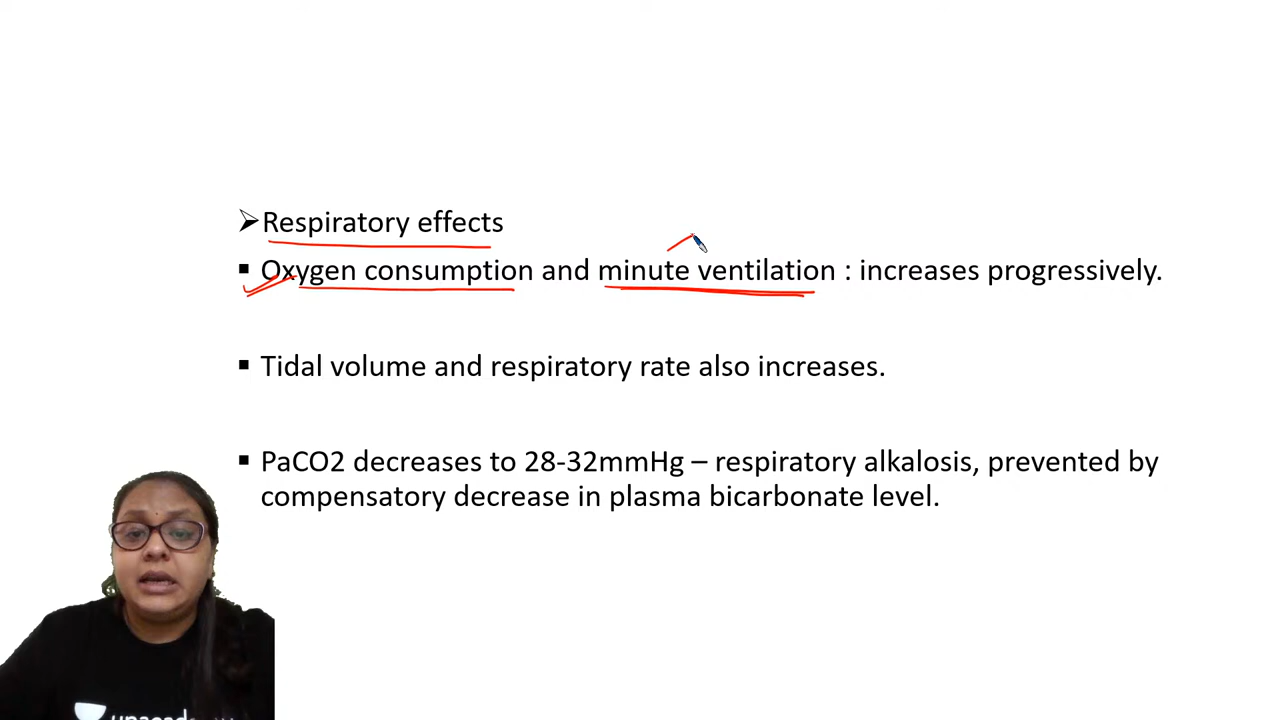 Respiratory effects
Oxygen consumption and minute ventilation : increases progressively.
Tidal volume and respiratory rate also increases.
PaCO2 decreases to 28-32mmHg – respiratory alkalosis, prevented by
compensatory decrease in plasma bicarbonate level.